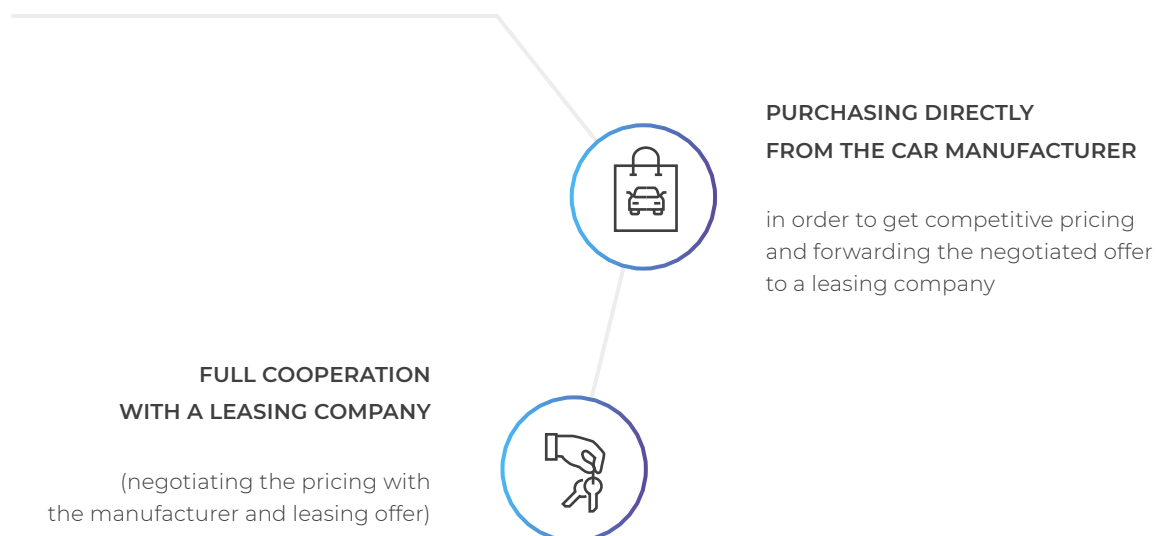 PURCHASING DIRECTLY
FROM THE CAR MANUFACTURER
in order to get competitive pricing
and forwarding the negotiated offer
to a leasing company
FULL COOPERATION
WITH A LEASING COMPANY
(negotiating the pricing with
the manufacturer and leasing offer)